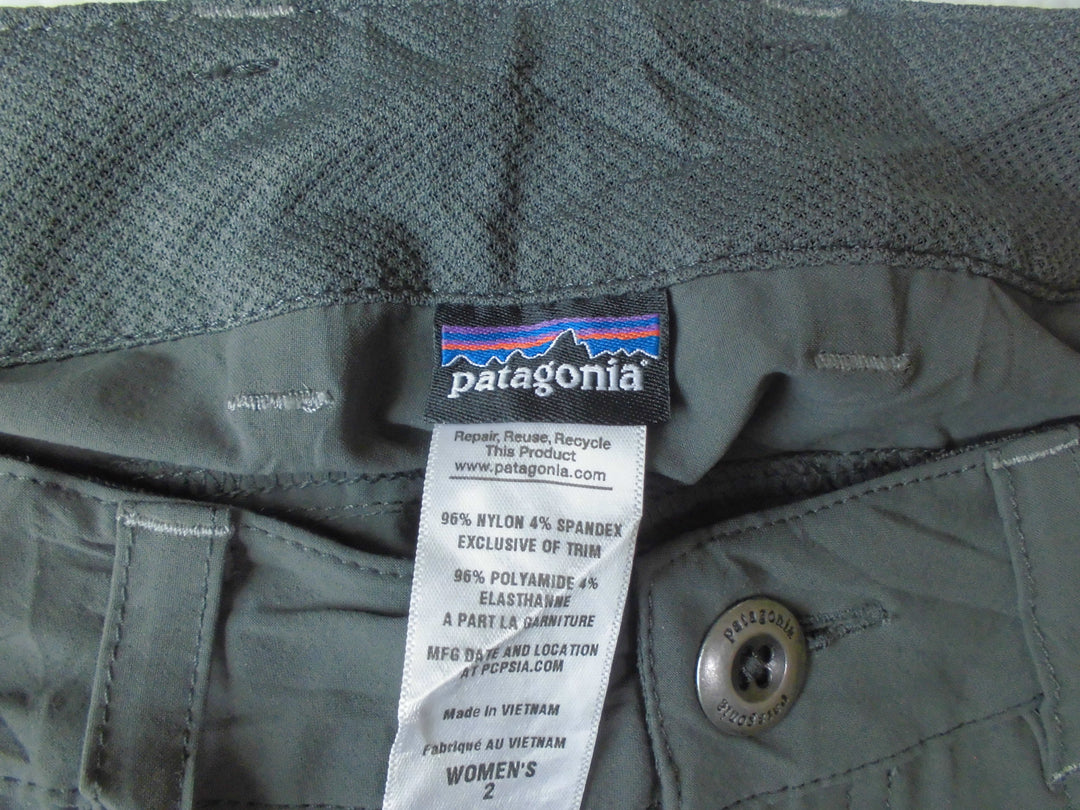 patagonia®
Repair, Reuse, Recycle
This Product
www.patagonia.com
96% NYLON 4% SPANDEX
EXCLUSIVE OF TRIM
96% POLYAMIDE 4%
ELASTHANNE
A PART LA GARNITURE
MFG DATE AND LOCATION
AT PCPSIA.COM
Made In VIETNAM
Fabriqué AU VIETNAM
WOMEN'S
2
patagonia
patagonia